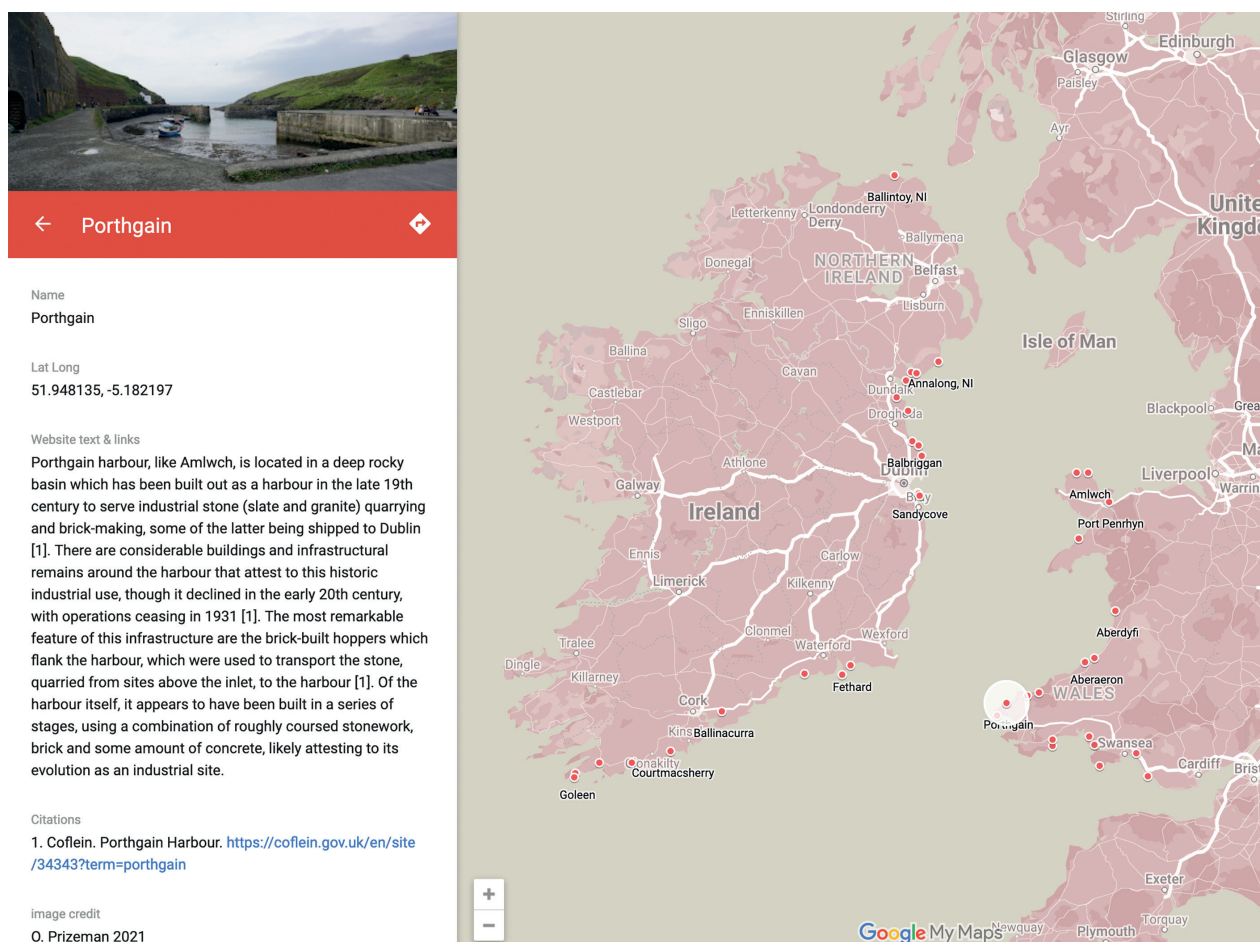 Porthgain
Name
Porthgain
Lat Long
51.948135, -5.182197
Website text & links
Porthgain harbour, like Amlwch, is located in a deep rocky
basin which has been built out as a harbour in the late 19th
century to serve industrial stone (slate and granite) quarrying
and brick-making, some of the latter being shipped to Dublin
[1]. There are considerable buildings and infrastructural
remains around the harbour that attest to this historic
industrial use, though it declined in the early 20th century,
with operations ceasing in 1931 [1]. The most remarkable
feature of this infrastructure are the brick-built hoppers which
flank the harbour, which were used to transport the stone,
quarried from sites above the inlet, to the harbour [1]. Of the
harbour itself, it appears to have been built in a series of
stages, using a combination of roughly coursed stonework,
brick and some amount of concrete, likely attesting to its
evolution as an industrial site.
Citations
1. Coflein. Porthgain Harbour. https://coflein.gov.uk/en/site
/34343?term=porthgain
image credit
O. Prizeman 2021
Stirling
Edinburgh
Glasgow
Paisley
Ayr
Ballintoy, NI
Letterkenny
Londonderry
Derry
Unite
Kingd
Ballymena
Donegal
NORTHERN
IRELAND
Belfast
Lisburn
Enniskillen
Sligo
Isle of Man
Ballina
Cavan
Annalong, NI
Dundalk
Castlebar
Blackpool
Grea
Drogheda
Westport
Ma
Athlone
Balbriggan
Dublin
Liverpool
Warrin
Galway
Amlwch
Bray
Ireland
Sandycove
Port Penrhyn
Ennis
Carlow
Limerick
Kilkenny
Clonmel
Wexford
Aberdyfi
Tralee
Waterford
Dingle
Killarney
Fethard
Aberaeron
WALES
Cork
Porthgain
Kins
Ballinacurra
Swansea
Conakilty
Courtmacsherry
Cardiff
Brist
Goleen
Exeter
Torquay
Google My Maps
ewquay
Plymouth